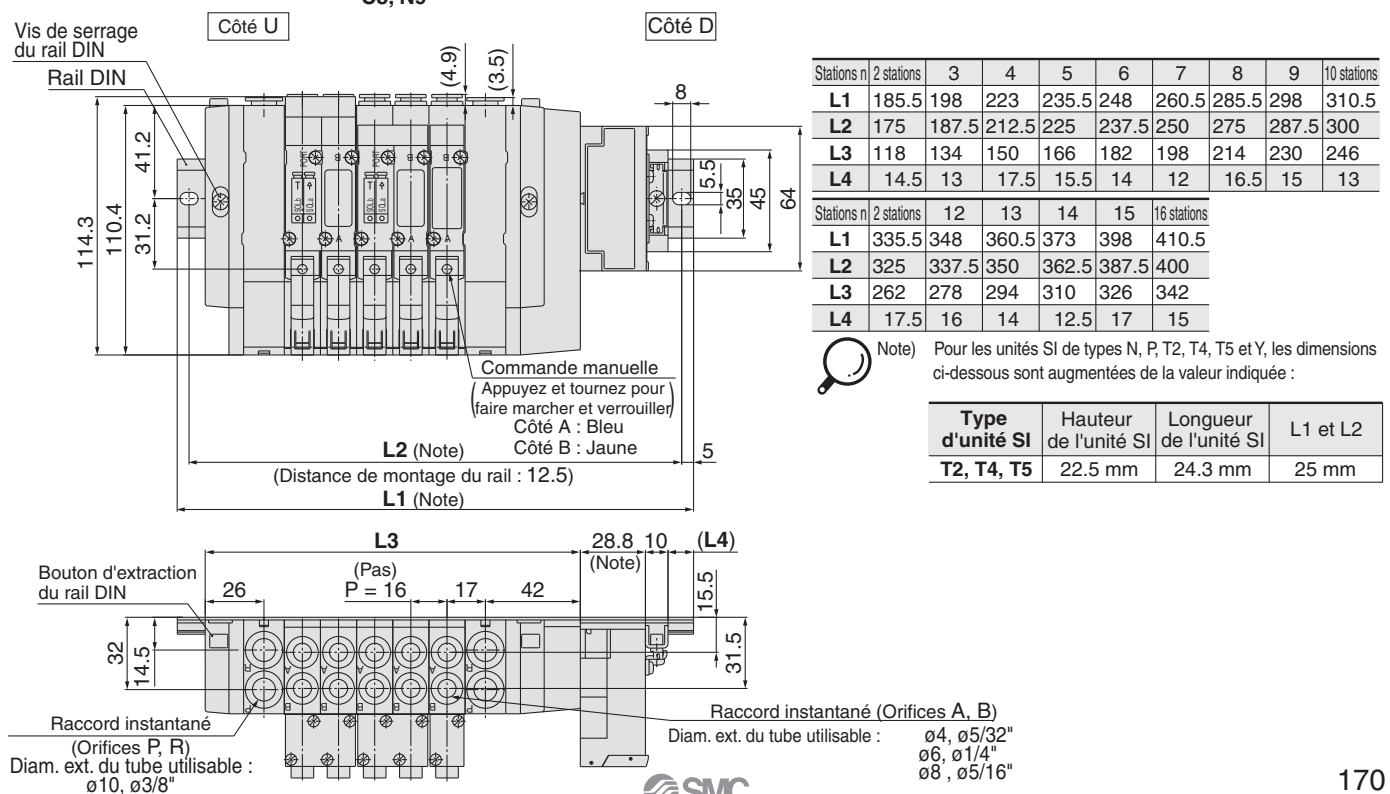 C8, N9
Côté U
Côté D
Vis de serrage
du rail DIN
Rail DIN
(4.9)
(3.5)
8
41.2
31.2
114.3
110.4
5.5
35
45
64
Commande manuelle
(Appuyez et tournez pour
faire marcher et verrouiller)
Côté A : Bleu
Côté B : Jaune
L2 (Note)
5
(Distance de montage du rail : 12.5)
L1 (Note)
Stations n 2 stations 3 4 5 6 7 8 9 10 stations
L1 185.5 198 223 235.5 248 260.5 285.5 298 310.5
L2 175 187.5 212.5 225 237.5 250 275 287.5 300
L3 118 134 150 166 182 198 214 230 246
L4 14.5 13 17.5 15.5 14 12 16.5 15 13
Stations n 2 stations 12 13 14 15 16 stations
L1 335.5 348 360.5 373 398 410.5
L2 325 337.5 350 362.5 387.5 400
L3 262 278 294 310 326 342
L4 17.5 16 14 12.5 17 15
Note) Pour les unités SI de types N, P, T2, T4, T5 et Y, les dimensions
ci-dessous sont augmentées de la valeur indiquée :
Type d'unité SI Hauteur de l'unité SI Longueur de l'unité SI L1 et L2
T2, T4, T5 22.5 mm 24.3 mm 25 mm
L3 28.8 10 (L4)
(Note)
Bouton d'extraction
du rail DIN
(Pas)
26 P = 16 17 42
15.5
32
14.5
31.5
Raccord instantané
(Orifices P, R)
Diam. ext. du tube utilisable :
ø10, ø3/8"
Raccord instantané (Orifices A, B)
Diam. ext. du tube utilisable : ø4, ø5/32"
ø6, ø1/4"
ø8 , ø5/16"
SMC
170